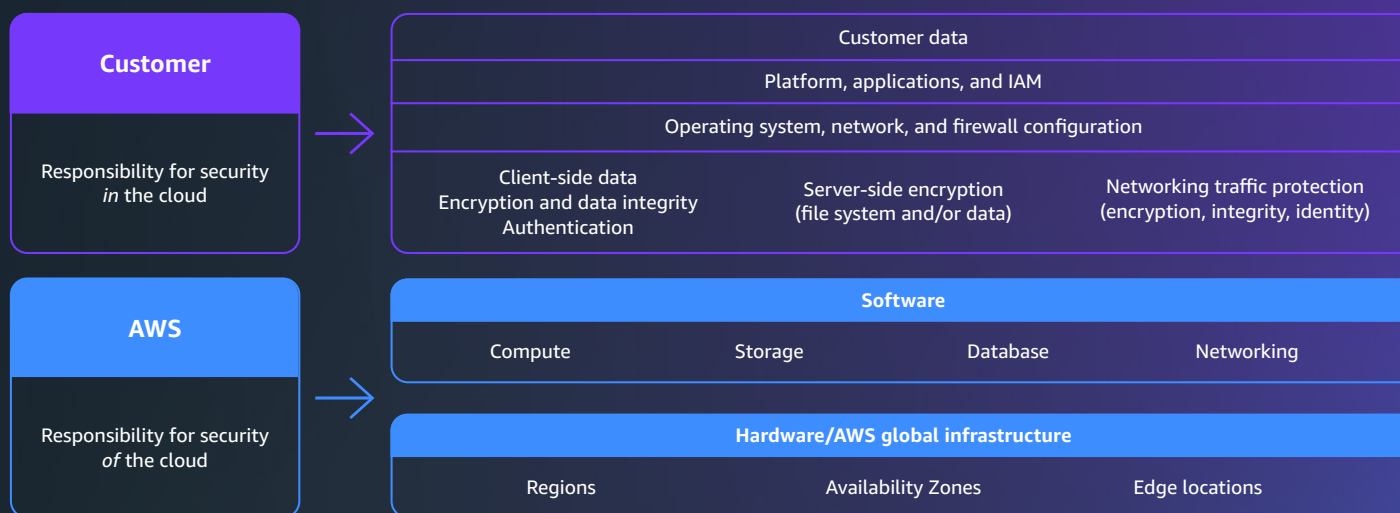 Customer
Responsibility for security
in the cloud
Customer data
Platform, applications, and IAM
Operating system, network, and firewall configuration
Client-side data
Encryption and data integrity
Authentication
Server-side encryption
(file system and/or data)
Networking traffic protection
(encryption, integrity, identity)
AWS
Responsibility for security
of the cloud
Software
Compute
Storage
Database
Networking
Hardware/AWS global infrastructure
Regions
Availability Zones
Edge locations